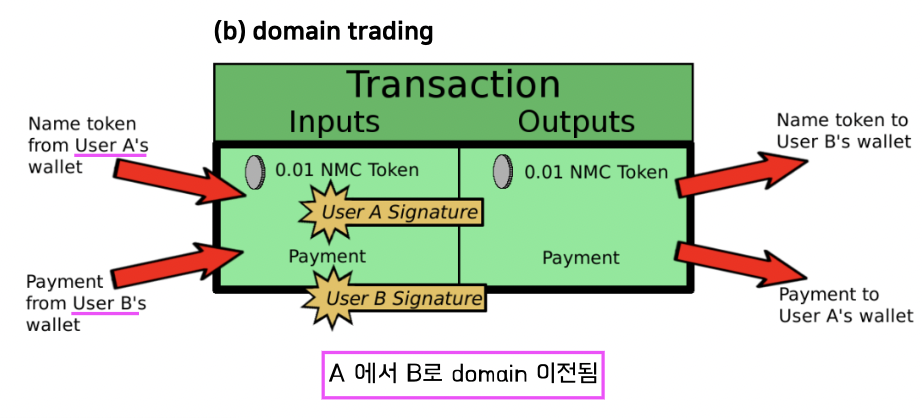 (b) domain trading
Transaction
Inputs
Outputs
Name token
from User A's
wallet
0.01 NMC Token
User A Signature
Payment
Payment
from User B's
wallet
User B Signature
0.01 NMC Token
Payment
Name token to
User B's wallet
Payment to
User A's wallet
A 에서 B로 domain 이전됨